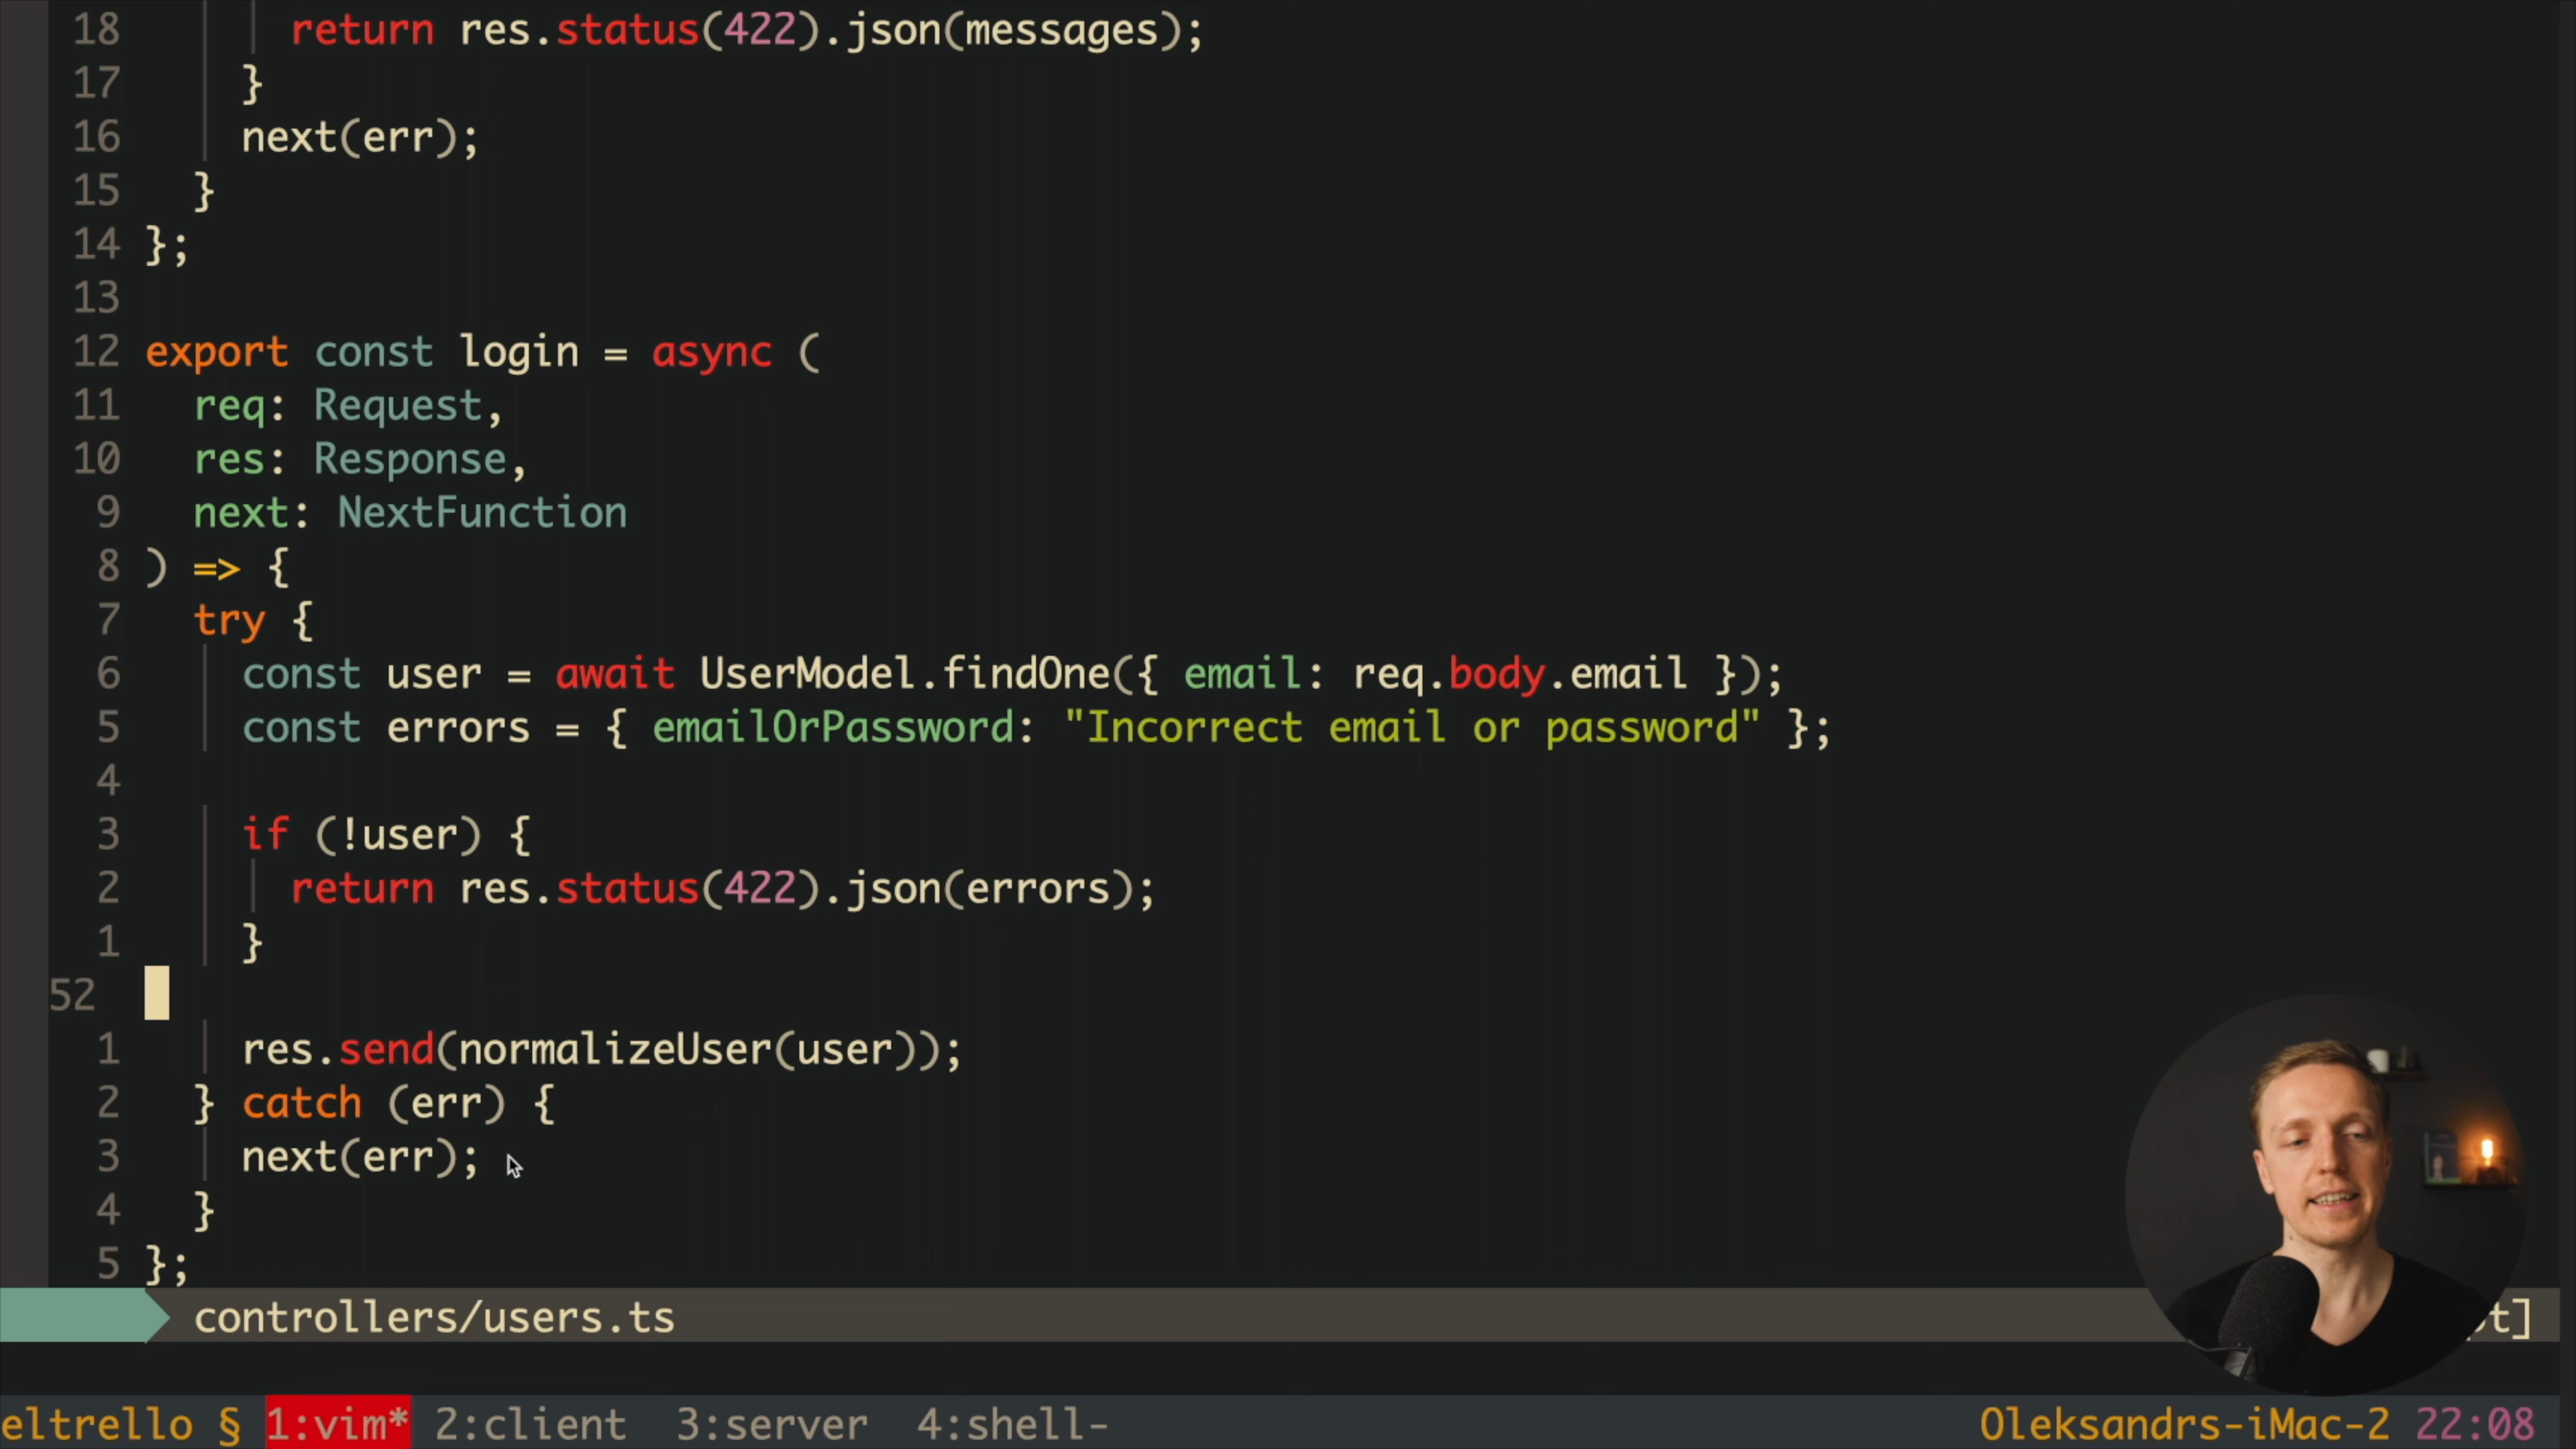 18 return res.status(422).json(messages);
17 }
16 next(err);
15 }
14 };
13
12 export const login = async (
11 req: Request,
10 res: Response,
9 next: NextFunction
8 ) => {
7 try {
6 const user = await UserModel.findOne({ email: req.body.email });
5 const errors = { emailOrPassword: "Incorrect email or password" };
4
3 if (!user) {
2 return res.status(422).json(errors);
1 }
52
1 res.send(normalizeUser(user));
2 } catch (err) {
3 next(err);
4 }
5 };
controllers/users.ts
eltrello § 1:vim* 2:client 3:server 4:shell- Oleksandrs-iMac-2 22:08